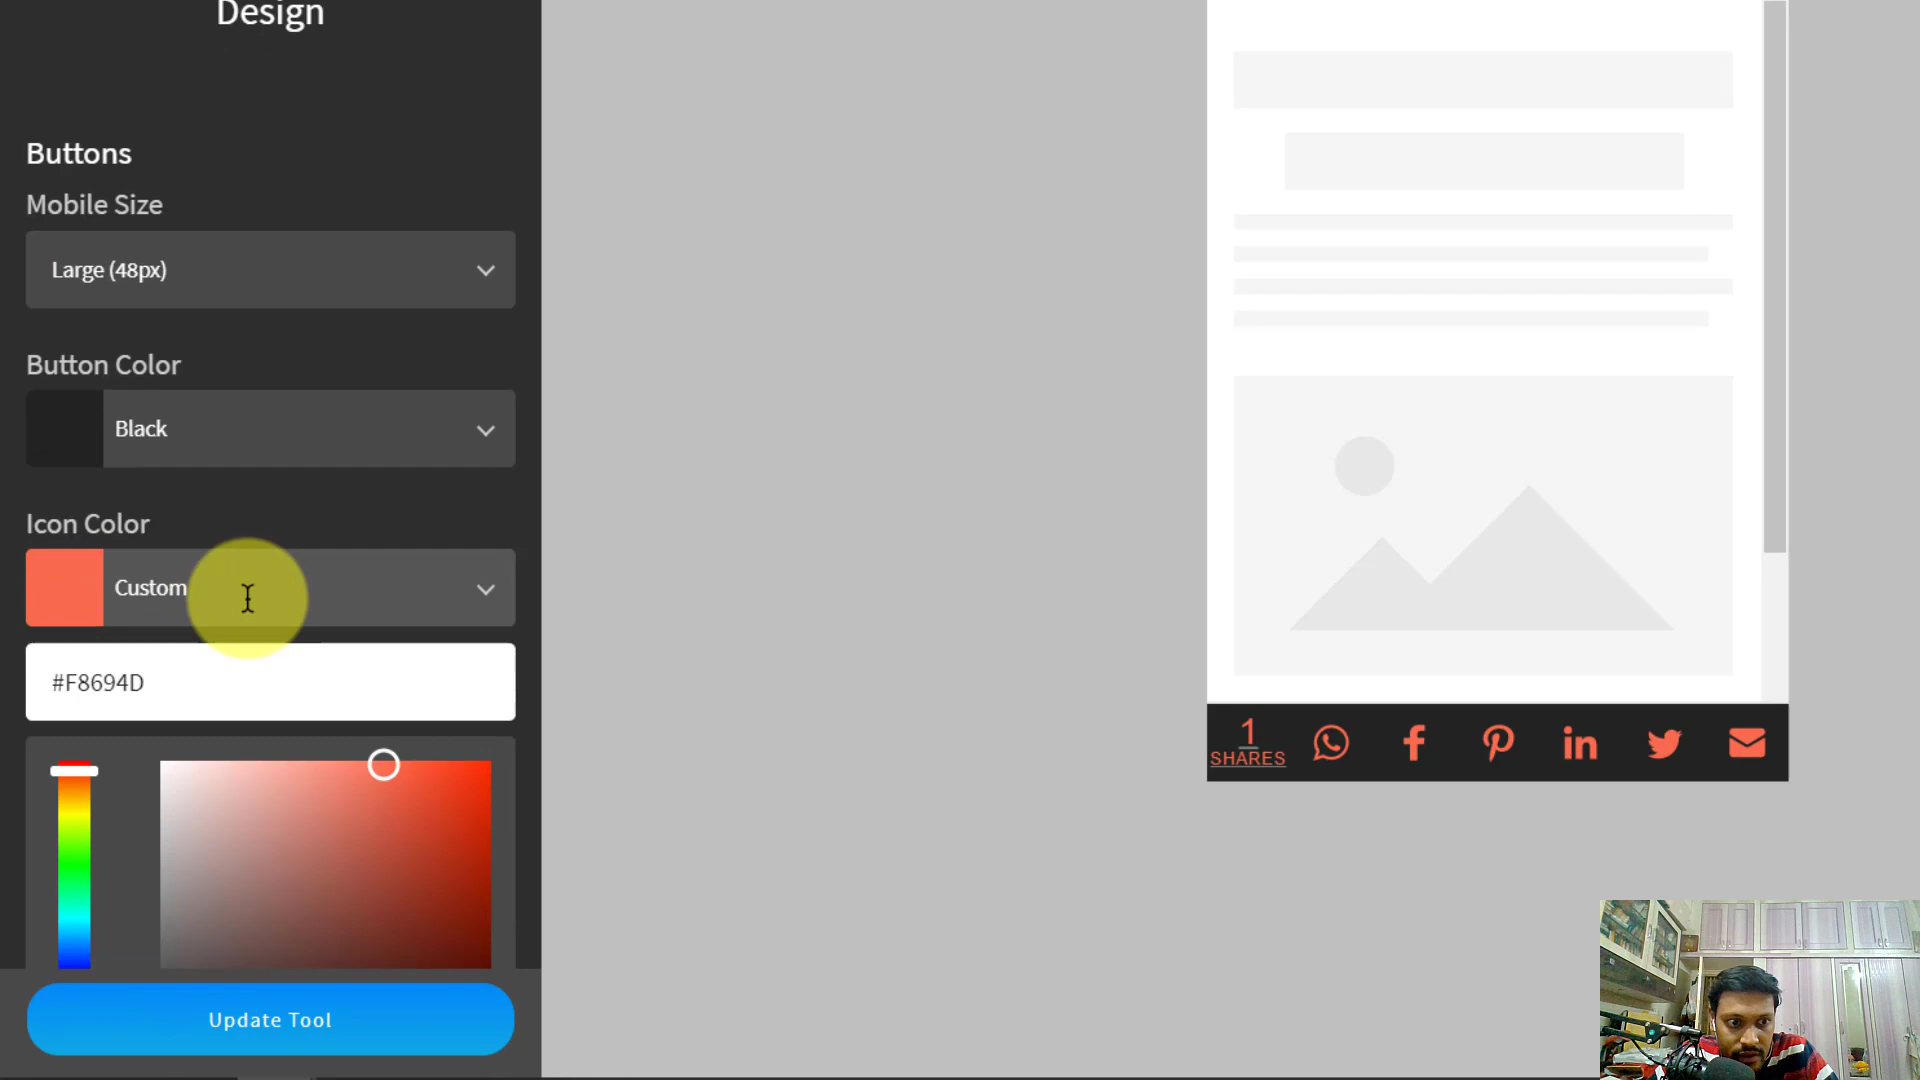 Design
Buttons
Mobile Size
Large (48px)
Button Color
Black
Icon Color
Custom
#F8694D
Update Tool
1
SHARES